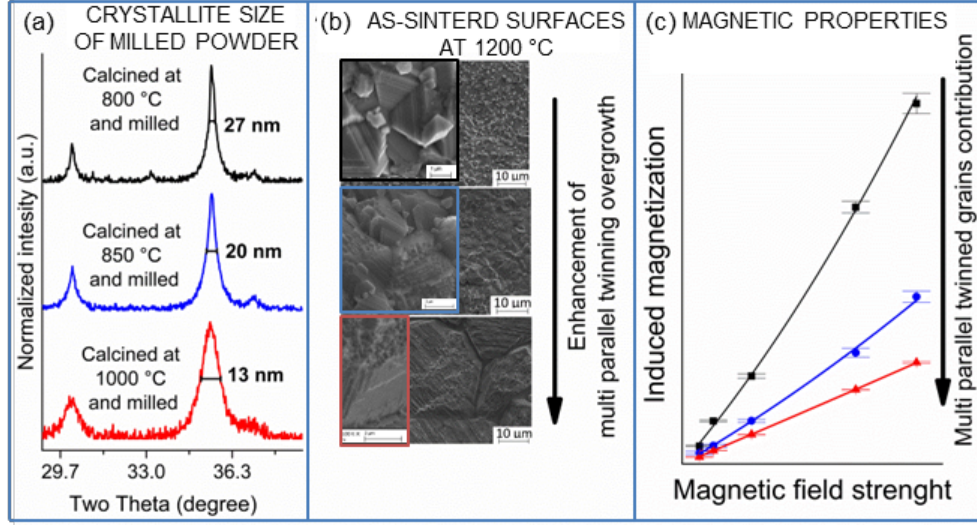 (a) CRYSTALLITE SIZE
OF MILLED POWDER
Normalized intesity (a.u.)
Calcined at
800 °C
and milled
27 nm
Calcined at
850 °C
and milled
20 nm
Calcined at
1000 °C
and milled
13 nm
29.7 33.0 36.3
Two Theta (degree)
(b) AS-SINTERD SURFACES
AT 1200 °C
10 µm
10 µm
10 µm
Enhancement of
multi parallel twinning overgrowth
(c) MAGNETIC PROPERTIES
Induced magnetization
Magnetic field strenght
Multi parallel twinned grains contribution